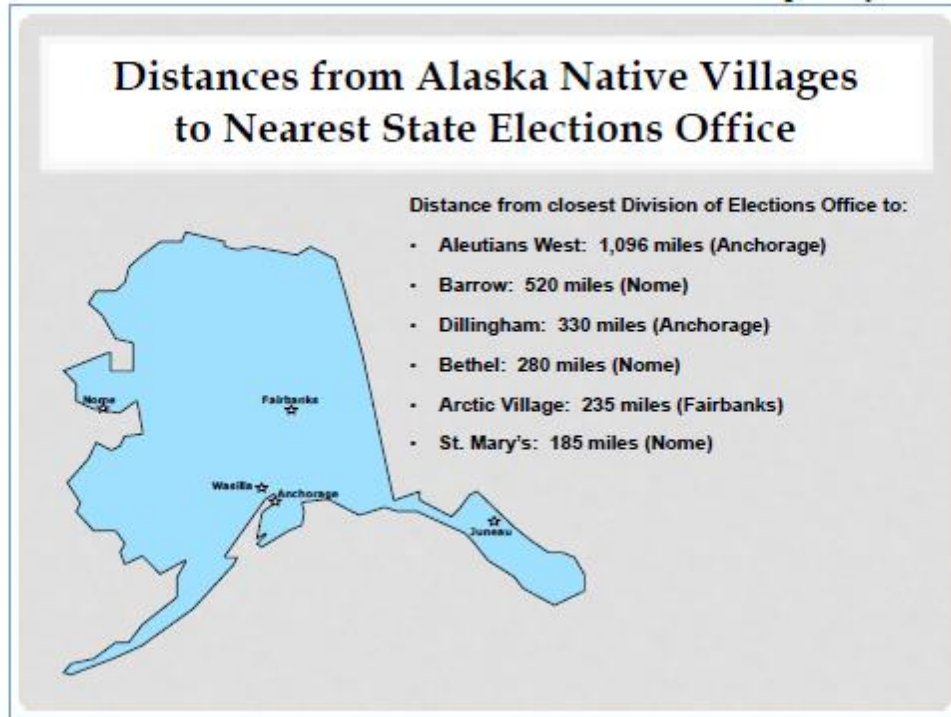 Distances from Alaska Native Villages
to Nearest State Elections Office
Distance from closest Division of Elections Office to:
• Aleutians West: 1,096 miles (Anchorage)
• Barrow: 520 miles (Nome)
• Dillingham: 330 miles (Anchorage)
• Bethel: 280 miles (Nome)
• Arctic Village: 235 miles (Fairbanks)
• St. Mary's: 185 miles (Nome)
Nome
Fairbanks
Wasilla
Anchorage
Juneau